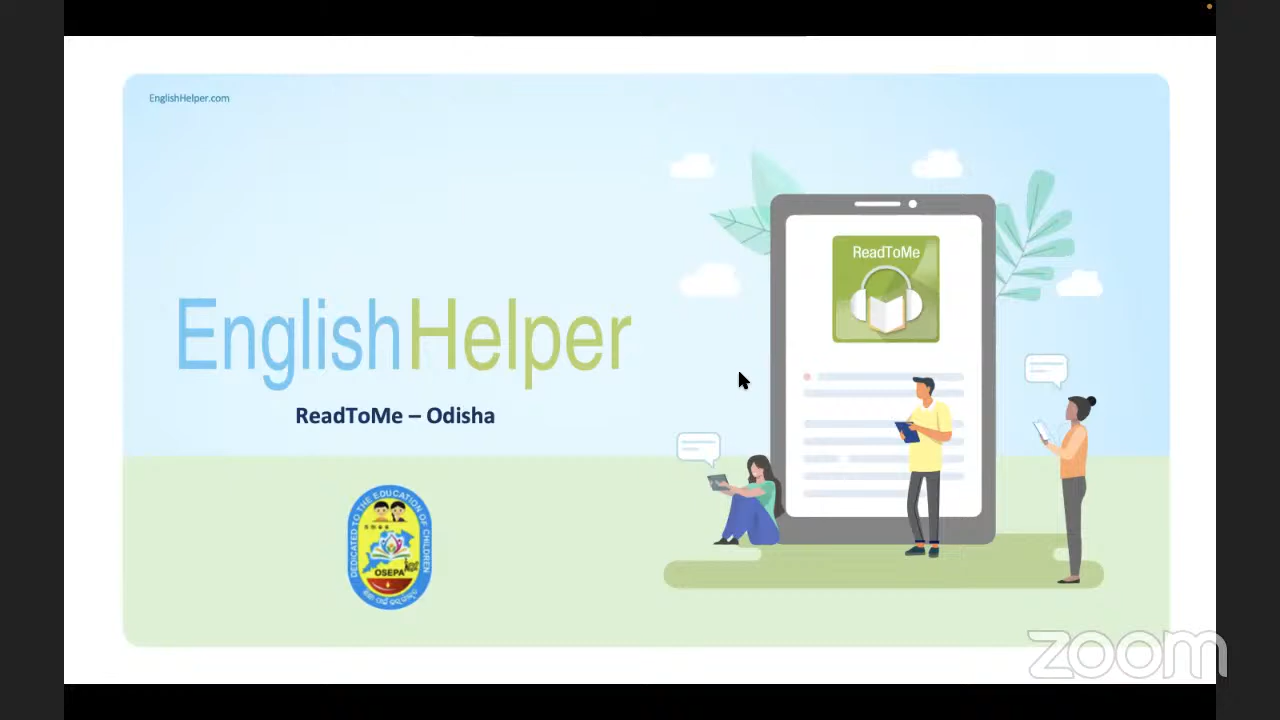 EnglishHelper.com
ReadToMe
EnglishHelper
ReadToMe – Odisha
DEDICATED TO THE EDUCATION OF CHILDREN
OSEPA
zoom